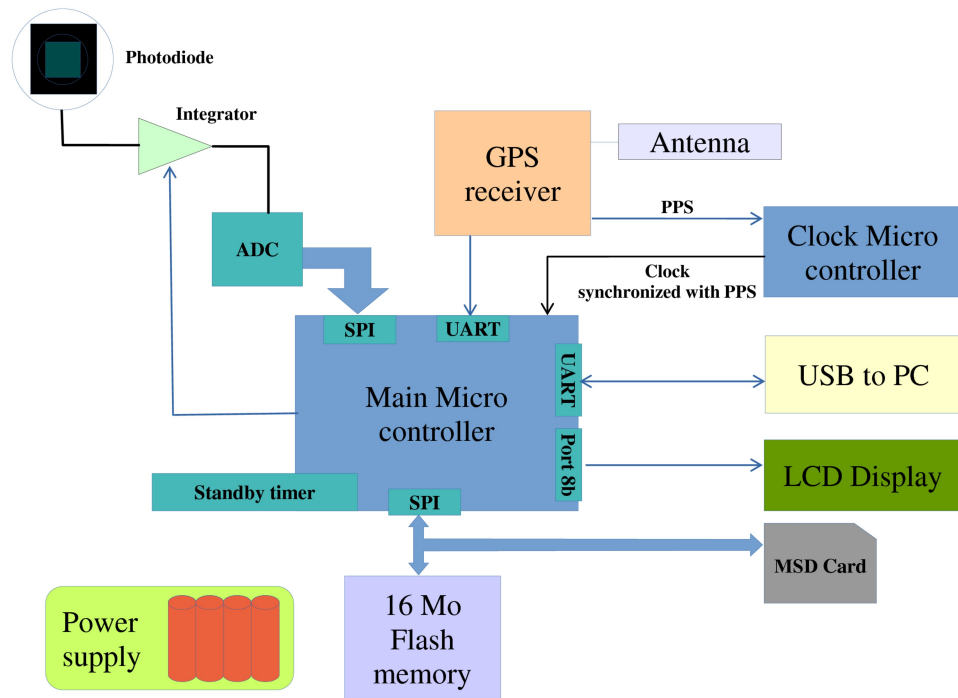 Photodiode
Integrator
GPS
receiver
Antenna
ADC
PPS
Clock Micro
controller
Clock
synchronized with PPS
SPI
UART
UART
USB to PC
Main Micro
controller
Port 8b
LCD Display
Standby timer
SPI
MSD Card
Power
supply
16 Mo
Flash
memory